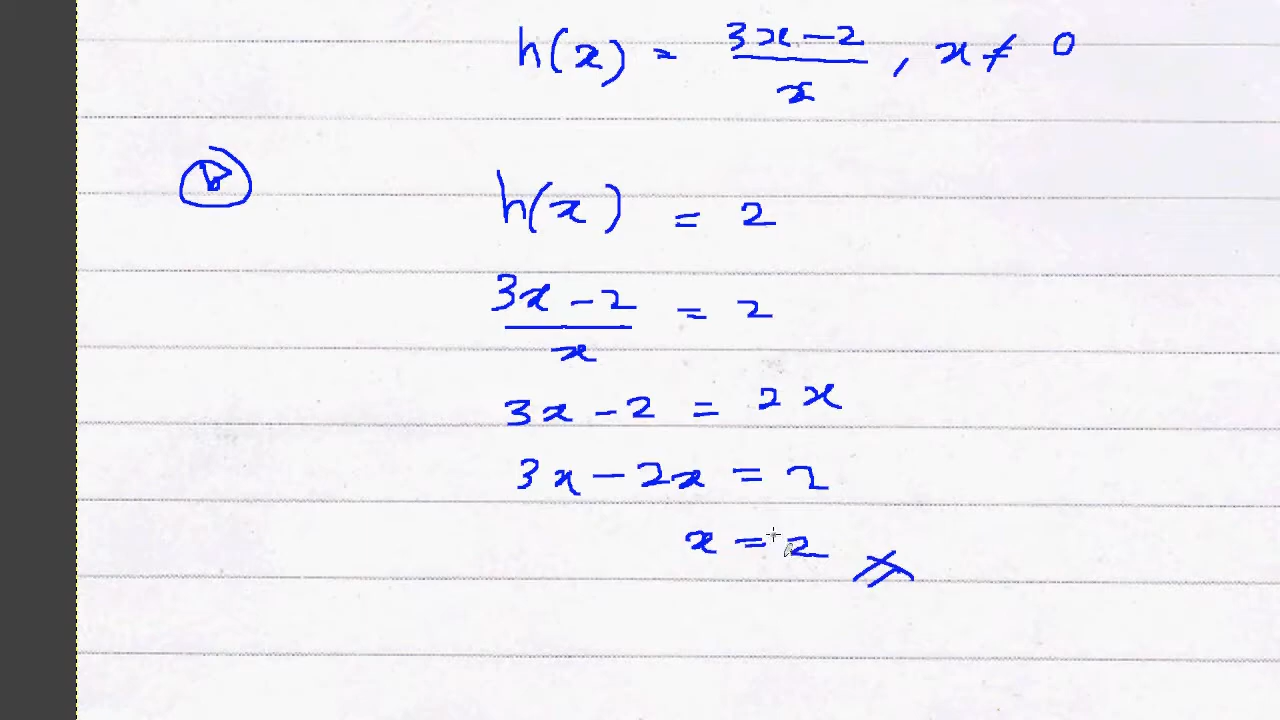 h(x) = (3x-2)/x , x ≠ 0
h(x) = 2
(3x-2)/x = 2
3x-2 = 2x
3x-2x = 2
x = 2